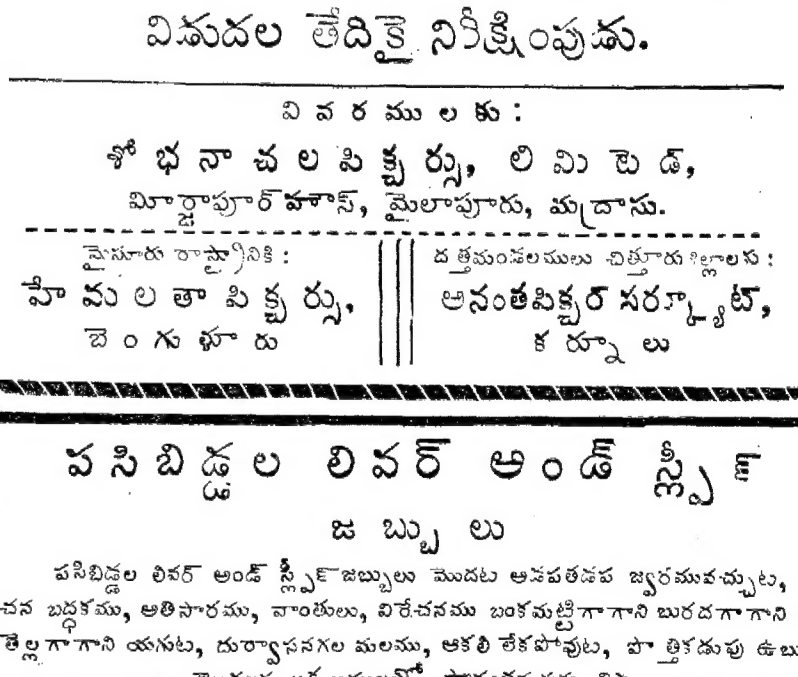 విడుదల తేదికై నిరీక్షింపుడు.
వివరములకు :
శోభనాచల పిక్చర్సు, లిమిటెడ్,
మీర్జాపూర్ హౌస్, మైలాపూరు, మద్రాసు.
మైసూరు రాష్ట్రానికి :
హేమలతా పిక్చర్సు,
బెంగుళూరు
దత్తమండలములు చిత్తూరు జిల్లాలకు :
అనంతపిక్చర్ సర్క్యూట్,
కర్నూలు
పసిబిడ్డల లివర్ అండ్ స్ప్లీన్
జబ్బులు
పసిబిడ్డల లివర్ అండ్ స్ప్లీన్ జబ్బులు మొదట ఆడపతడప జ్వరమువచ్చుట,
చన బద్ధకము, అతిసారము, వాంతులు, విరేచనము బంకమట్టిగాగాని బురదగాగాని
తెల్లగాగాని యగుట, దుర్వాసనగల మలము, ఆకలి లేకపోవుట, పొత్తికడుపు ఉబు